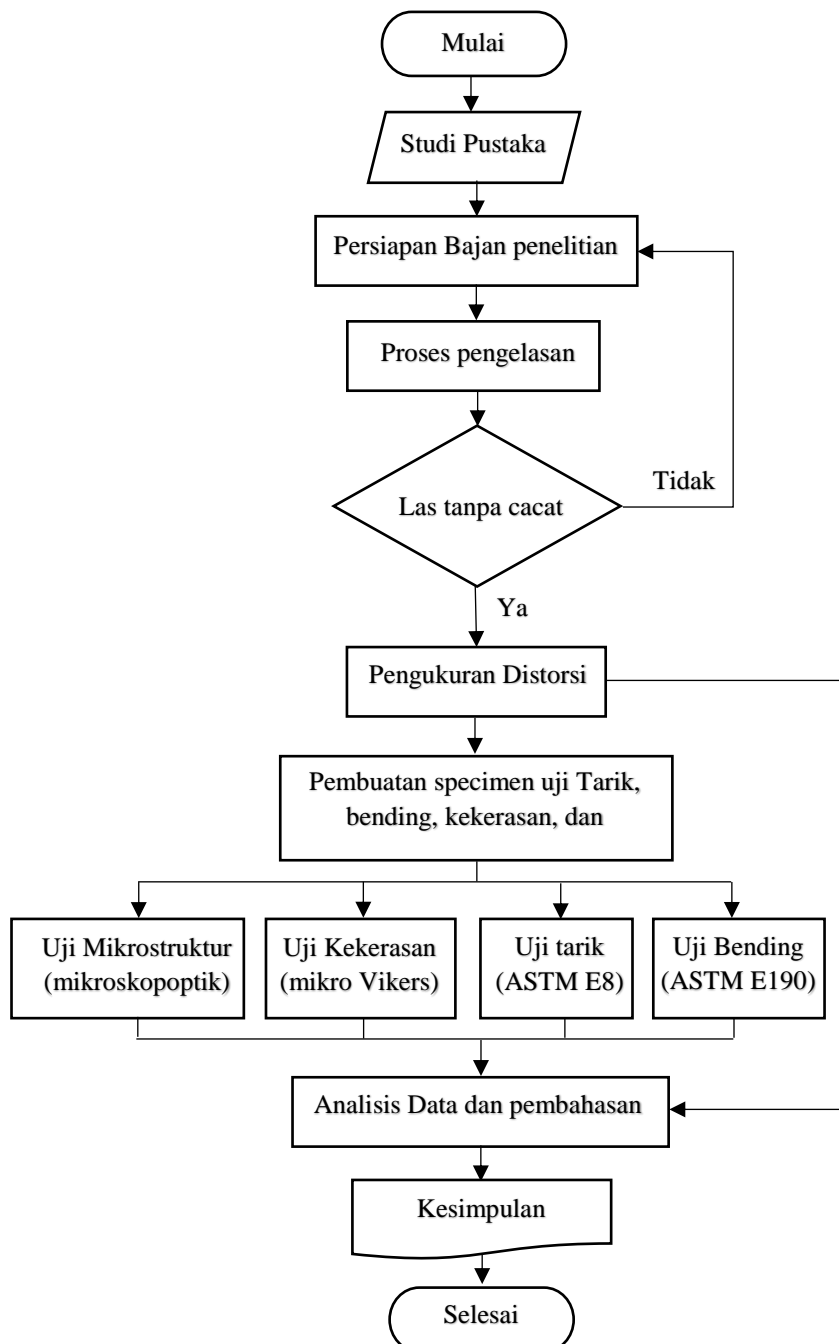 Mulai
Studi Pustaka
Persiapan Bajan penelitian
Proses pengelasan
Las tanpa cacat
Tidak
Ya
Pengukuran Distorsi
Pembuatan specimen uji Tarik,
bending, kekerasan, dan
Uji Mikrostruktur
(mikroskopoptik)
Uji Kekerasan
(mikro Vikers)
Uji tarik
(ASTM E8)
Uji Bending
(ASTM E190)
Analisis Data dan pembahasan
Kesimpulan
Selesai